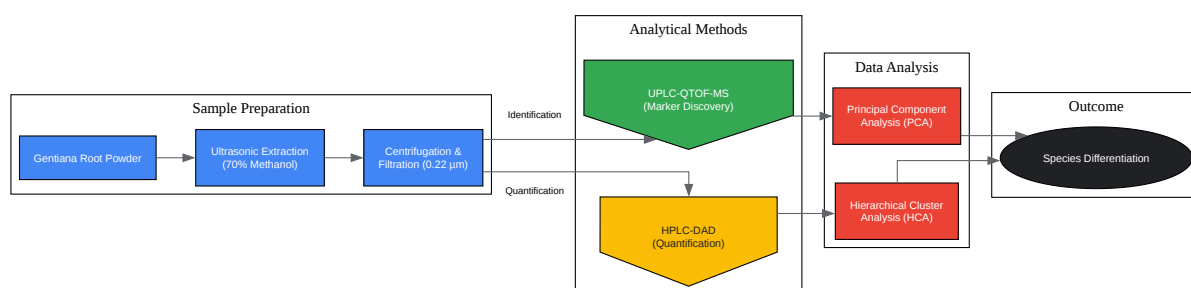 Sample Preparation
Gentiana Root Powder
Ultrasonic Extraction
(70% Methanol)
Centrifugation &
Filtration (0.22 µm)
Identification
Quantification
Analytical Methods
UPLC-QTOF-MS
(Marker Discovery)
HPLC-DAD
(Quantification)
Data Analysis
Principal Component
Analysis (PCA)
Hierarchical Cluster
Analysis (HCA)
Outcome
Species Differentiation